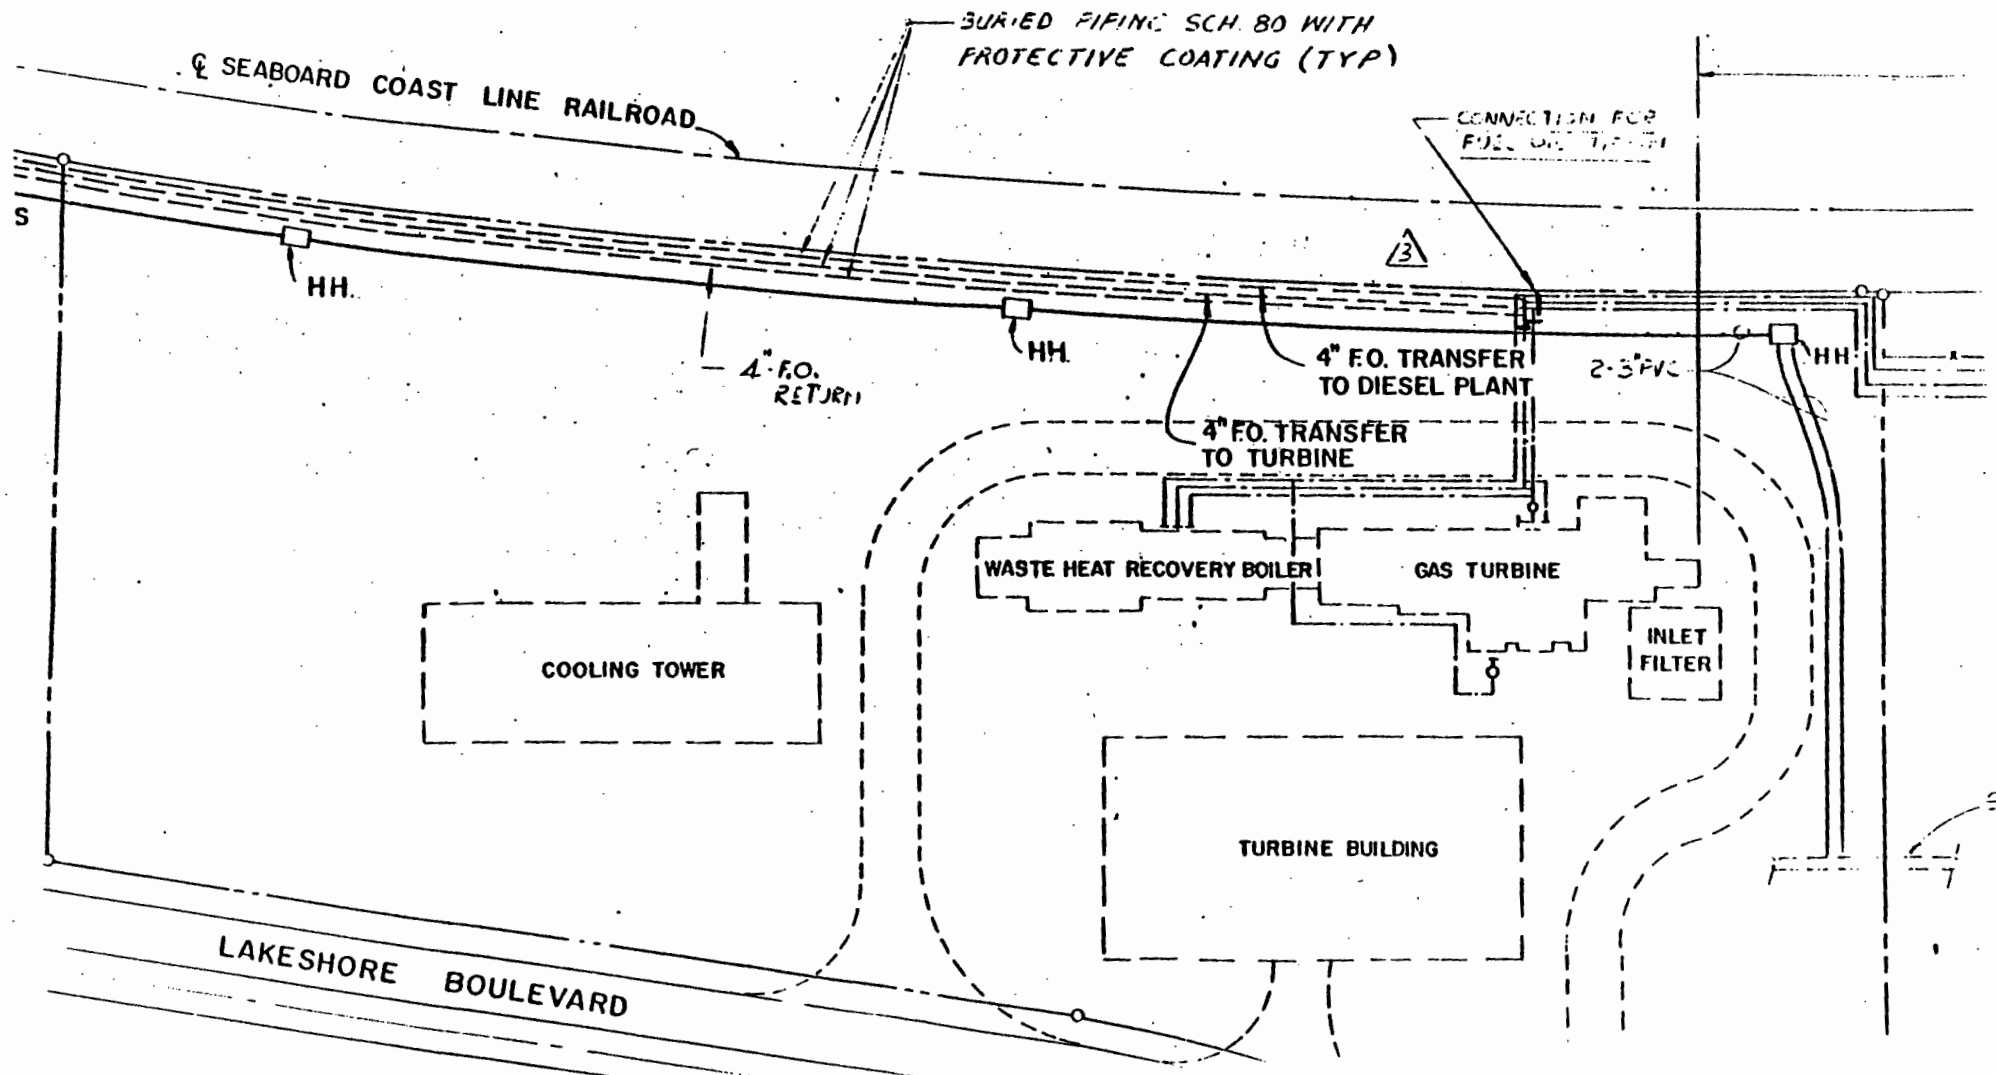 BURIED PIPING SCH. 80 WITH
PROTECTIVE COATING (TYP)
℄ SEABOARD COAST LINE RAILROAD
CONNECTION FOR
FUEL OIL
3
S
HH.
HH.
HH
4" F.O.
RETURN
4" F.O. TRANSFER
TO DIESEL PLANT
2-3" PVC
4" F.O. TRANSFER
TO TURBINE
WASTE HEAT RECOVERY BOILER
GAS TURBINE
INLET
FILTER
COOLING TOWER
TURBINE BUILDING
LAKESHORE BOULEVARD